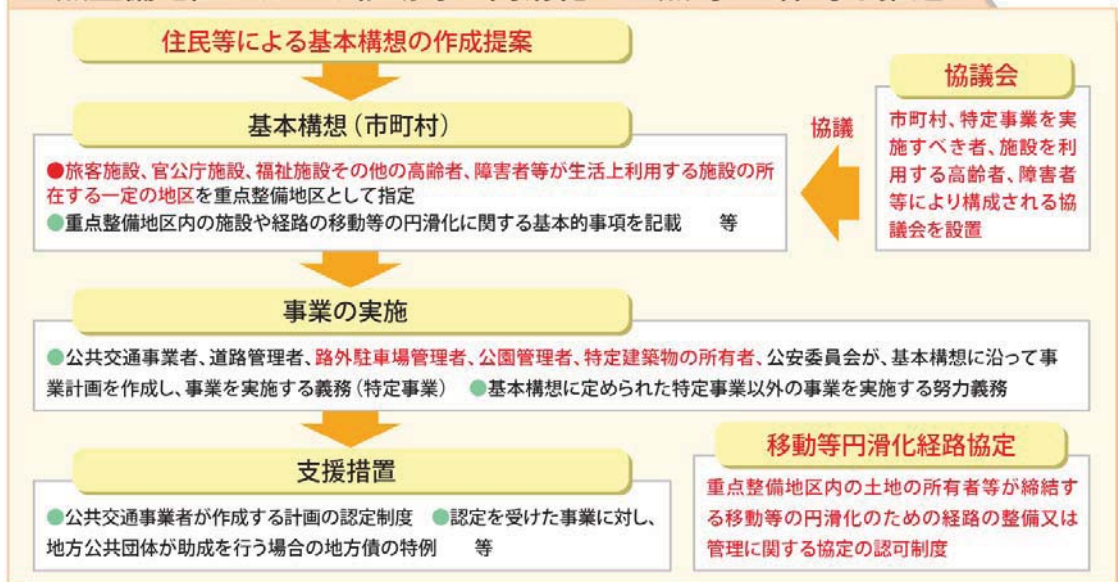 住民等による基本構想の作成提案
基本構想（市町村）
●旅客施設、官公庁施設、福祉施設その他の高齢者、障害者等が生活上利用する施設の所
在する一定の地区を重点整備地区として指定
●重点整備地区内の施設や経路の移動等の円滑化に関する基本的事項を記載　　等
協議
協議会
市町村、特定事業を実
施すべき者、施設を利
用する高齢者、障害者
等により構成される協
議会を設置
事業の実施
●公共交通事業者、道路管理者、路外駐車場管理者、公園管理者、特定建築物の所有者、公安委員会が、基本構想に沿って事
業計画を作成し、事業を実施する義務（特定事業）　●基本構想に定められた特定事業以外の事業を実施する努力義務
支援措置
●公共交通事業者が作成する計画の認定制度　●認定を受けた事業に対し、
地方公共団体が助成を行う場合の地方債の特例　　等
移動等円滑化経路協定
重点整備地区内の土地の所有者等が締結す
る移動等の円滑化のための経路の整備又は
管理に関する協定の認可制度